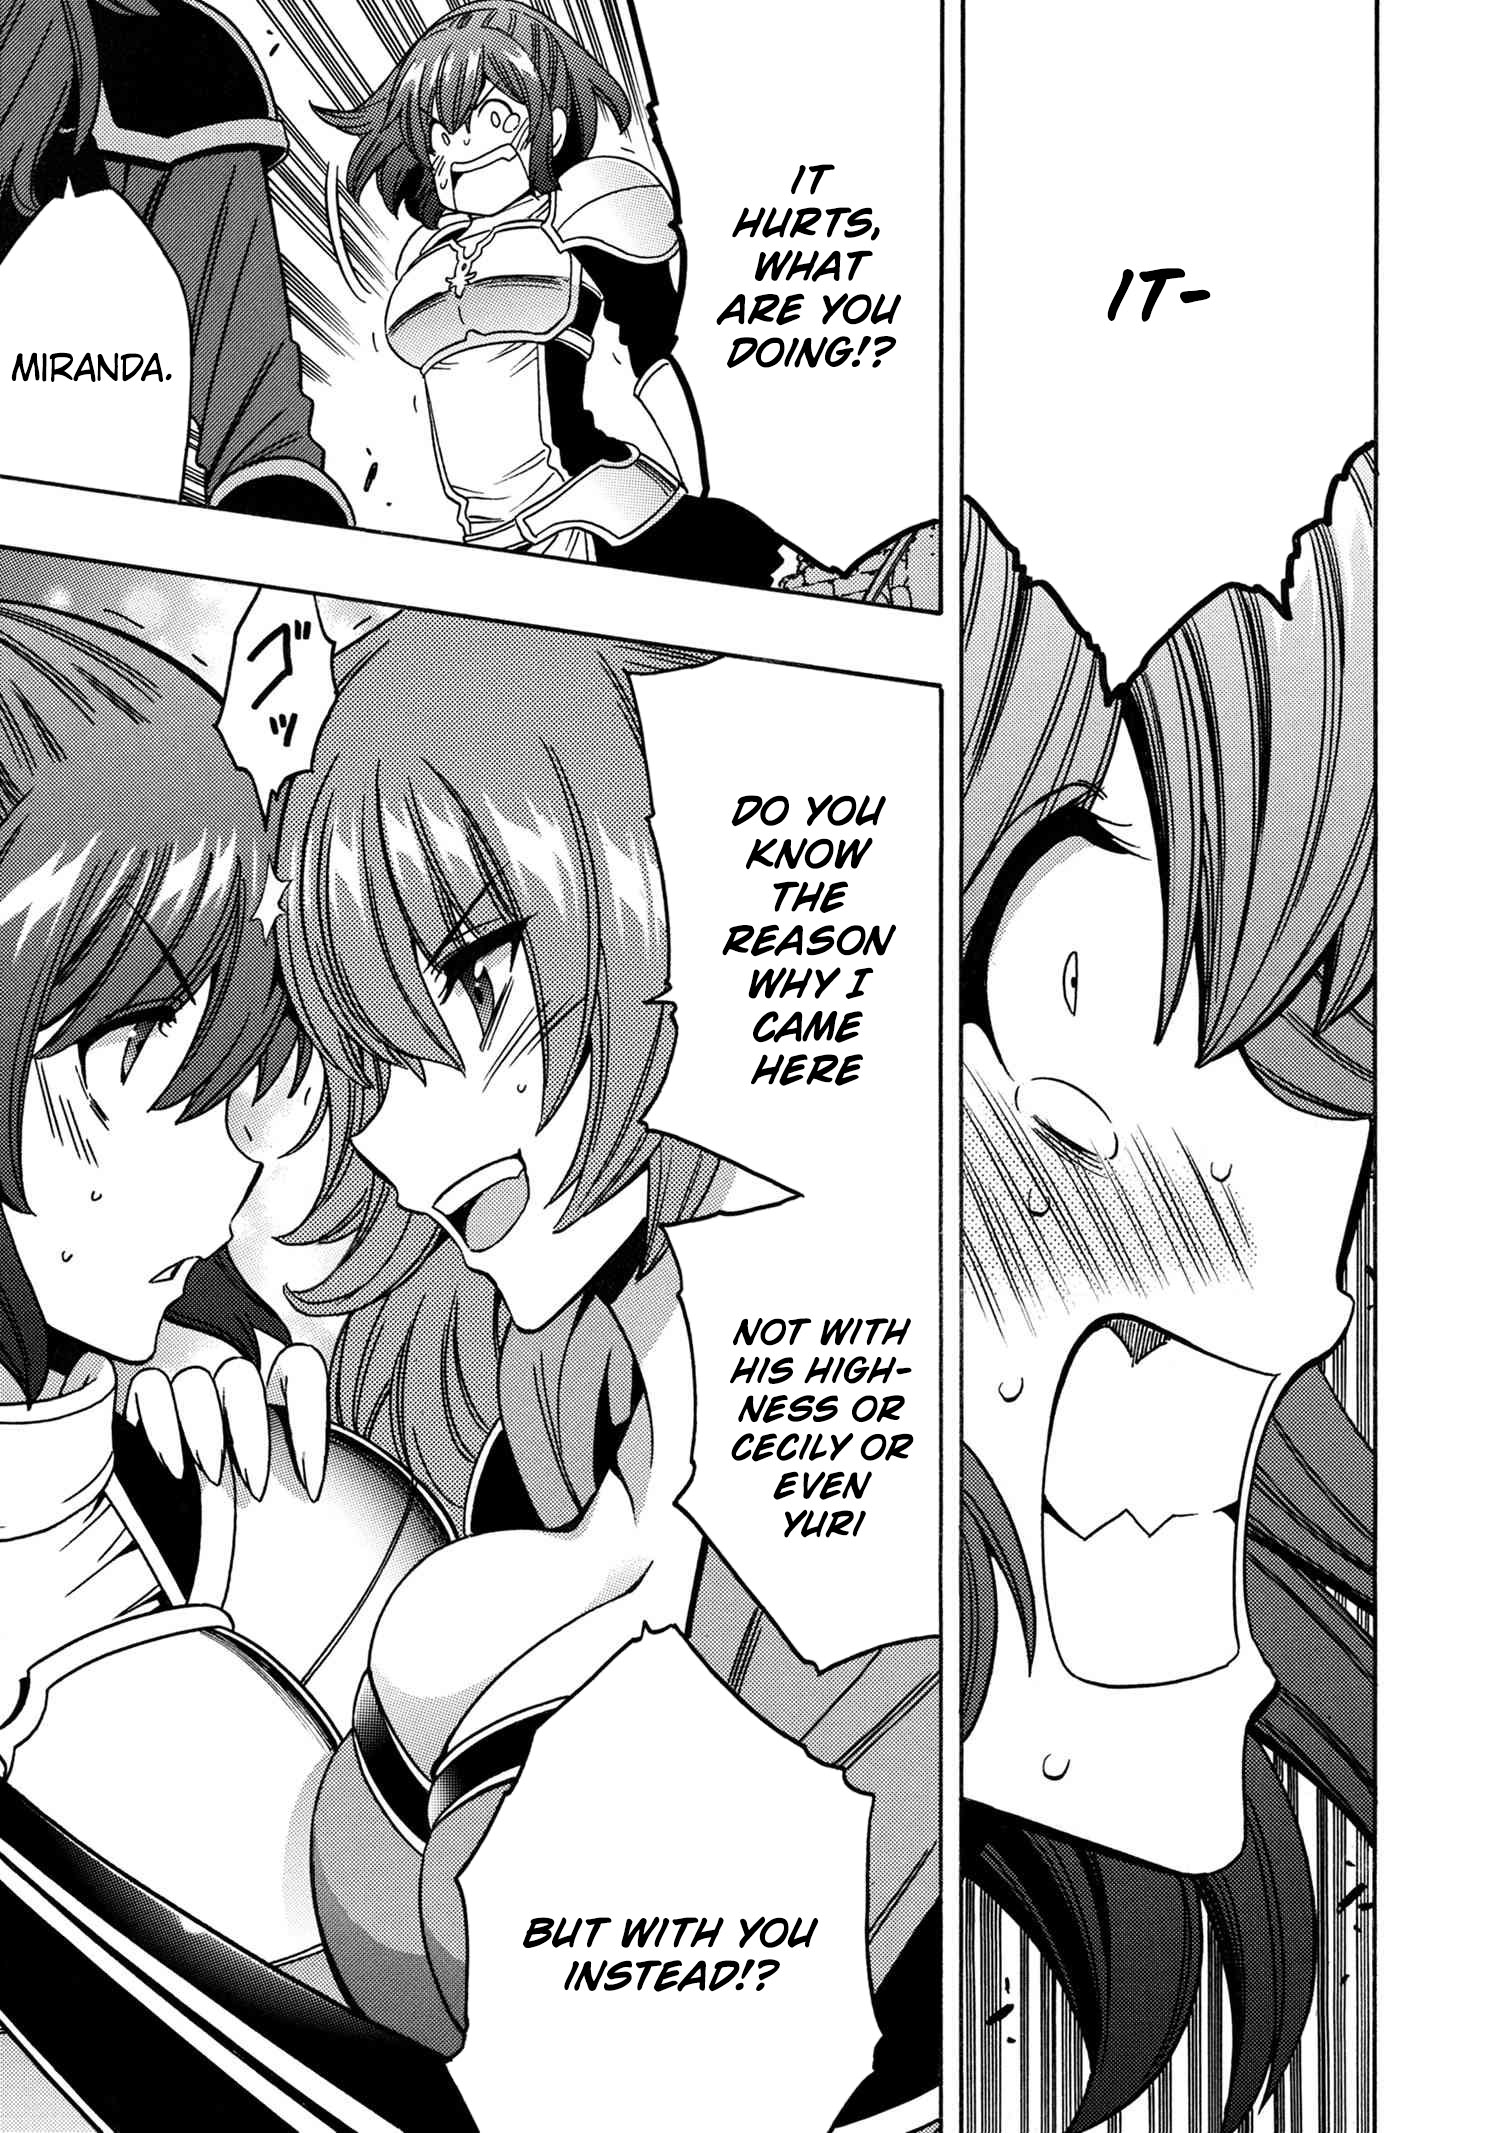 IT-
IT
HURTS,
WHAT
ARE YOU
DOING!?
MIRANDA.
DO YOU
KNOW
THE
REASON
WHY I
CAME
HERE
ゴッ
NOT WITH
HIS HIGH-
NESS OR
CECILY OR
EVEN
YURI
BUT WITH YOU
INSTEAD!?